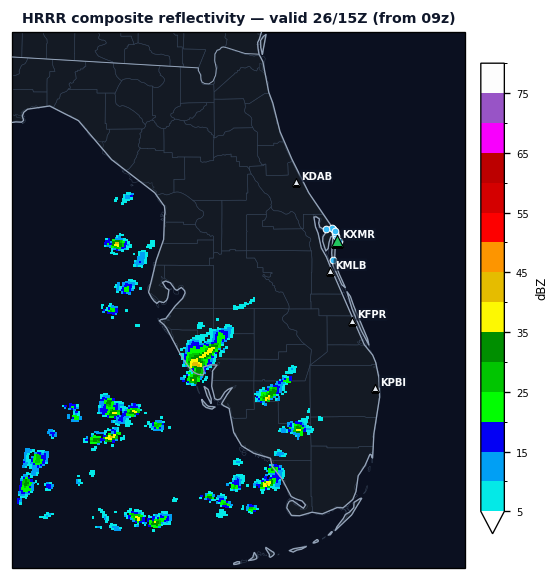 HRRR composite reflectivity — valid 26/15Z (from 09z)
KDAB
KXMR
KMLB
KFPR
KPBI
75
65
55
45
35
25
15
5
dBZ